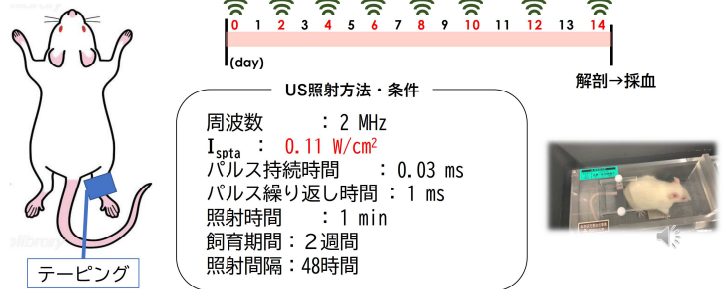 0 1 2 3 4 5 6 7 8 9 10 11 12 13 14
(day)
解剖→採血
US照射方法・条件
周波数 : 2 MHz
Ispta : 0.11 W/cm²
パルス持続時間 : 0.03 ms
パルス繰り返し時間 : 1 ms
照射時間 : 1 min
飼育期間:2週間
照射間隔:48時間
テーピング